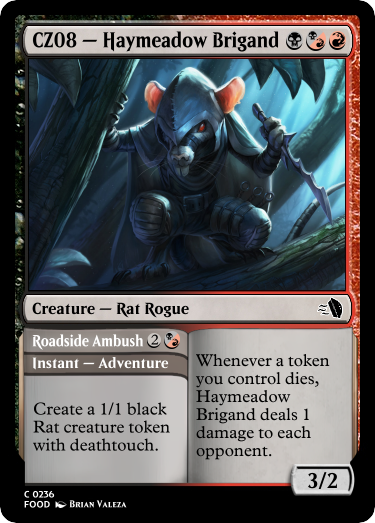 CZ08 — Haymeadow Brigand
Creature — Rat Rogue
Roadside Ambush 2
Instant — Adventure
Create a 1/1 black
Rat creature token
with deathtouch.
Whenever a token
you control dies,
Haymeadow
Brigand deals 1
damage to each
opponent.
3/2
C 0236
FOOD Brian Valeza